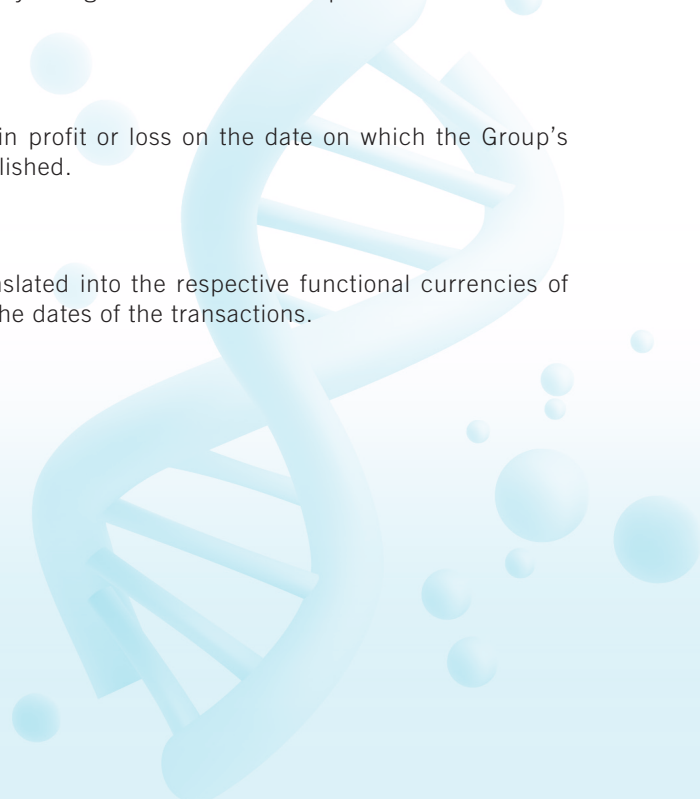 in profit or loss on the date on which the Group's
lished.
nslated into the respective functional currencies of
he dates of the transactions.